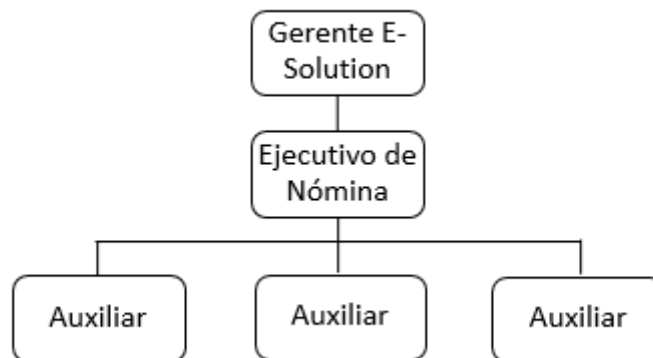 Gerente E-
Solution
Ejecutivo de
Nómina
Auxiliar
Auxiliar
Auxiliar